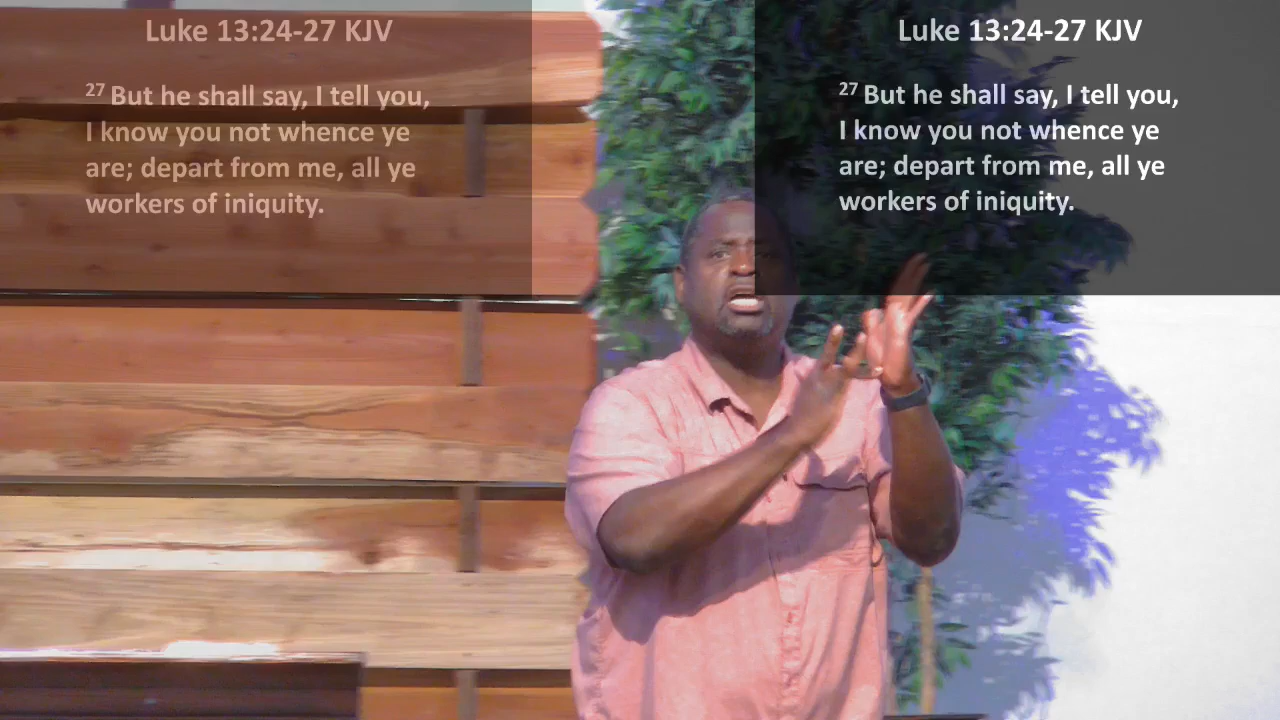 Luke 13:24-27 KJV
27 But he shall say, I tell you,
I know you not whence ye
are; depart from me, all ye
workers of iniquity.
Luke 13:24-27 KJV
27 But he shall say, I tell you,
I know you not whence ye
are; depart from me, all ye
workers of iniquity.